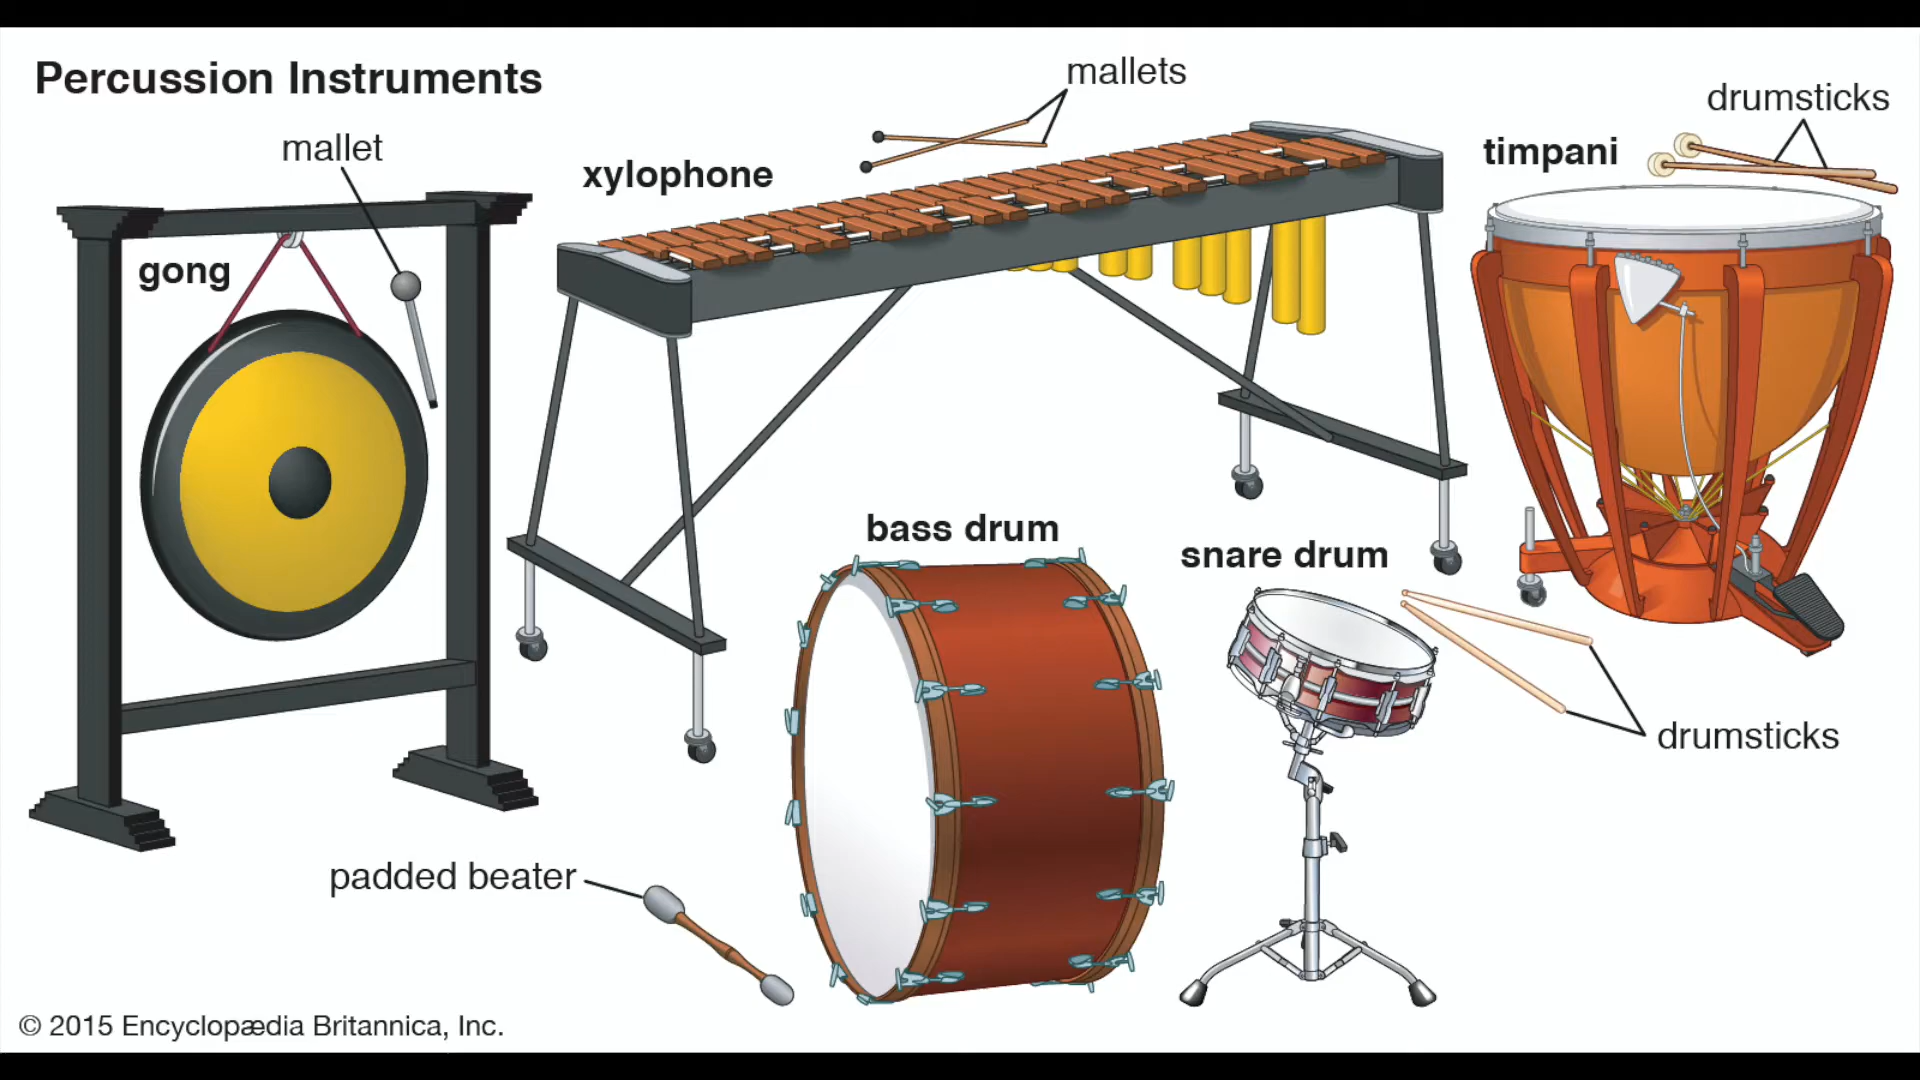 Percussion Instruments
mallet
gong
xylophone
mallets
timpani
drumsticks
bass drum
snare drum
drumsticks
padded beater
© 2015 Encyclopædia Britannica, Inc.